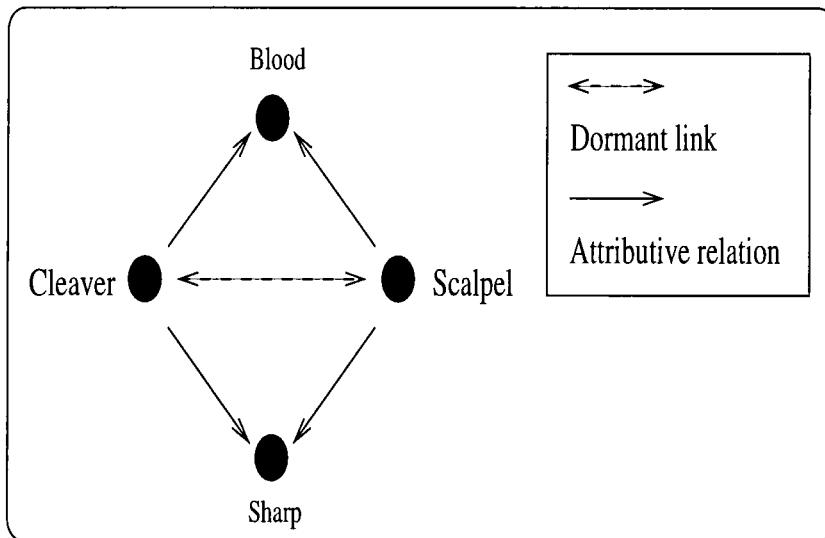 Blood
Dormant link
Attributive relation
Cleaver
Scalpel
Sharp